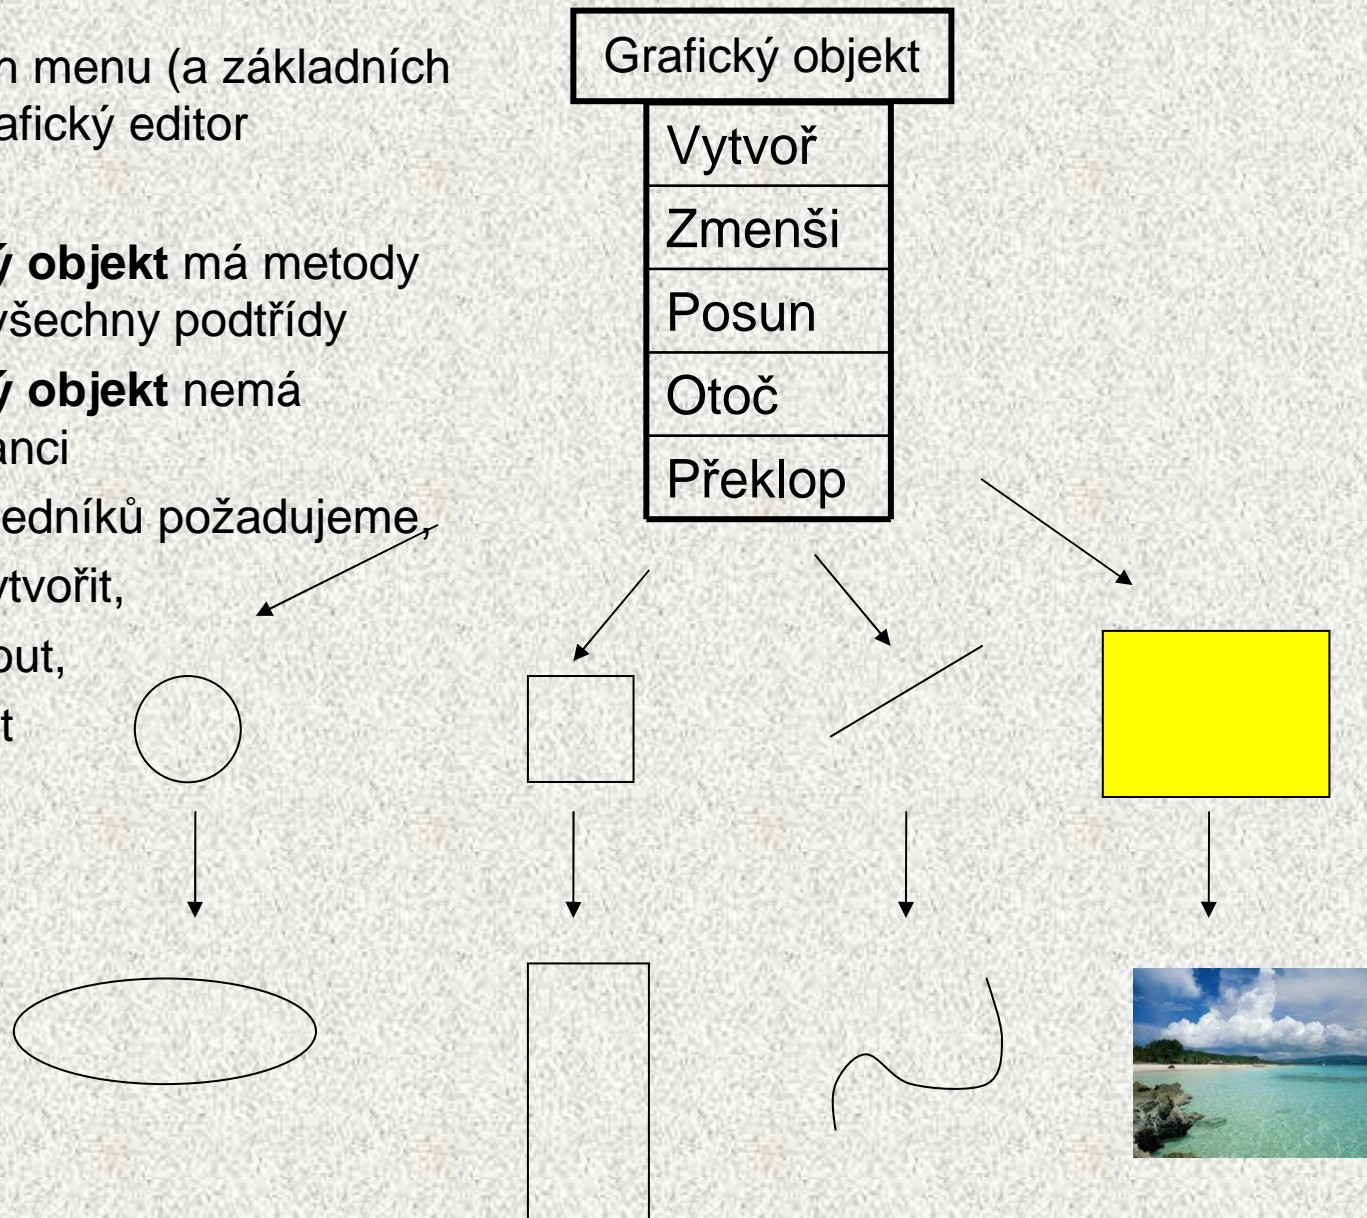 n menu (a základních
afický editor
ý objekt má metody
všechny podtřídy
ý objekt nemá
anci
edníků požadujeme,
ytvořit,
out,
t
Grafický objekt
Vytvoř
Zmenši
Posun
Otoč
Překlop